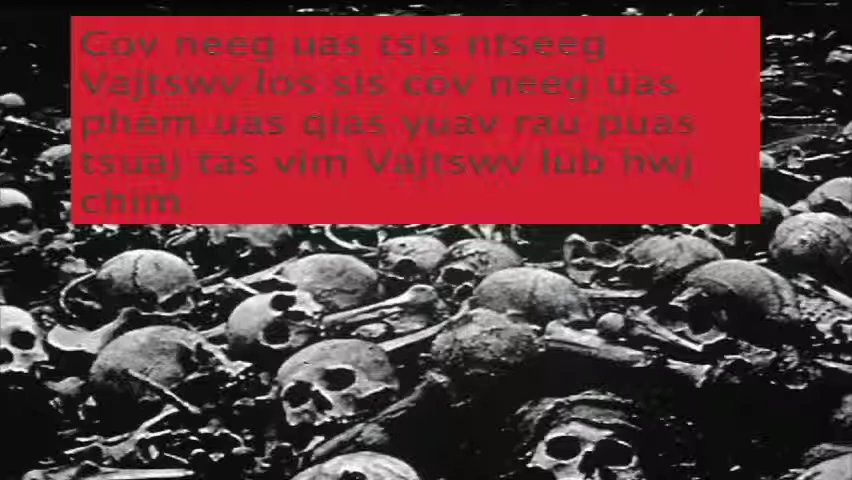 Cov neeg uas tsis ntseeg
Vajtswv los sis cov neeg uas
phem uas qias yuav rau puas
tsuaj tas vim Vajtswv lub hwj
chim